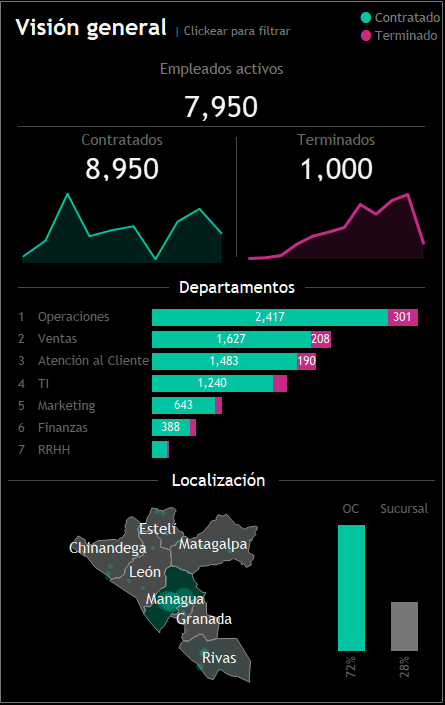 Visión general | Clickear para filtrar
Contratado
Terminado
Empleados activos
7,950
Contratados
8,950
Terminados
1,000
Departamentos
1 Operaciones 2,417 301
2 Ventas 1,627 208
3 Atención al Cliente 1,483 190
4 TI 1,240
5 Marketing 643
6 Finanzas 388
7 RRHH
Localización
OC Sucursal
Estelí
Chinandega
Matagalpa
León
Managua
Granada
Rivas
72% 28%